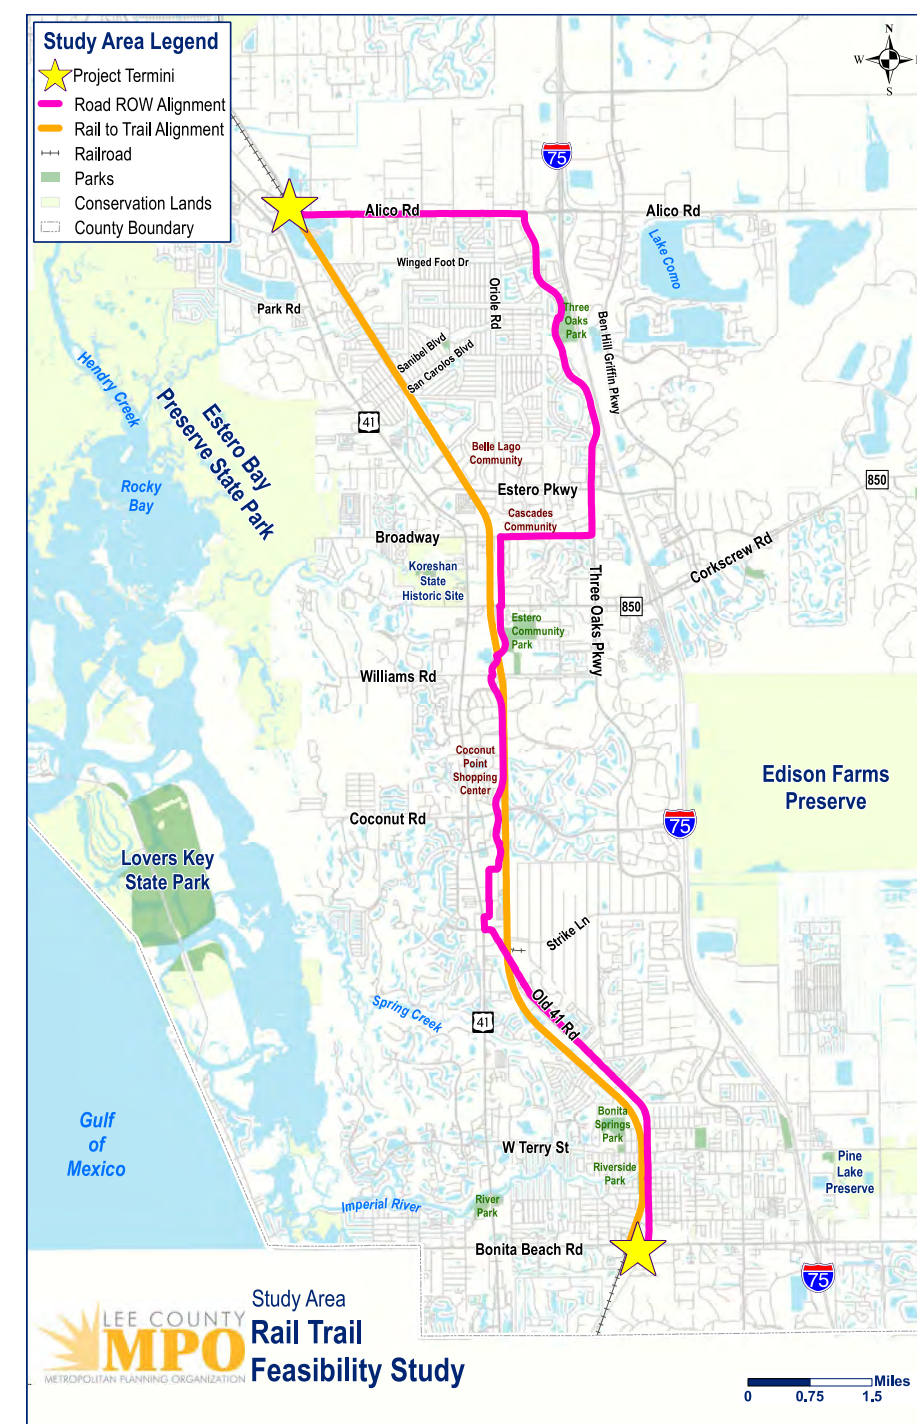 Study Area Legend
Project Termini
Road ROW Alignment
Rail to Trail Alignment
Railroad
Parks
Conservation Lands
County Boundary
N
W
S
75
Alico Rd
Alico Rd
Winged Foot Dr
Lake Como
Oriole Rd
Park Rd
Three
Oaks
Park
Ben Hill Griffin Pkwy
Sanibel Blvd
San Carolos Blvd
Hendry Creek
Estero Bay
Preserve State Park
41
Belle Lago
Community
Rocky
Bay
Estero Pkwy
850
Cascades
Community
Broadway
Corkscrew Rd
Koreshan
State
Historic Site
Three Oaks Pkwy
850
Estero
Community
Park
Williams Rd
Coconut
Point
Shopping
Center
Edison Farms
Preserve
Coconut Rd
75
Lovers Key
State Park
Strike Ln
Old 41 Rd
Spring Creek
41
Gulf
of
Mexico
Bonita
Springs
Park
W Terry St
Riverside
Park
Pine
Lake
Preserve
River
Park
Imperial River
Bonita Beach Rd
75
LEE COUNTY
MPO
METROPOLITAN PLANNING ORGANIZATION
Study Area
Rail Trail
Feasibility Study
Miles
0 0.75 1.5